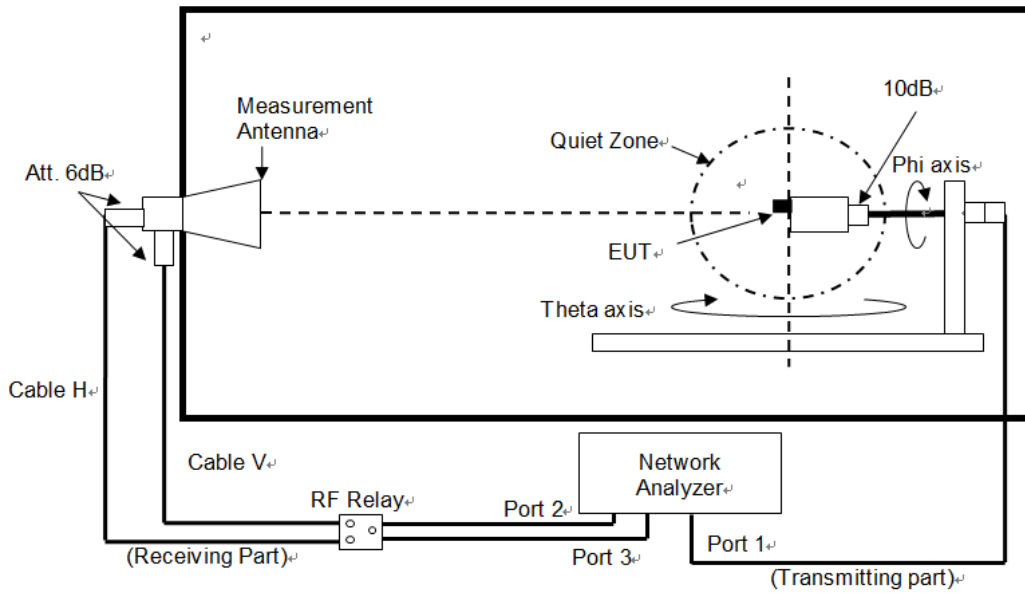 ↵
Measurement
Antenna↵
Att. 6dB↵
10dB↵
Quiet Zone↵
Phi axis↵
↵
↵
EUT↵
Theta axis↵
Cable H↵
Cable V↵
Network
Analyzer↵
RF Relay↵
Port 2↵
Port 3↵
Port 1↵
(Receiving Part)↵
(Transmitting part)↵